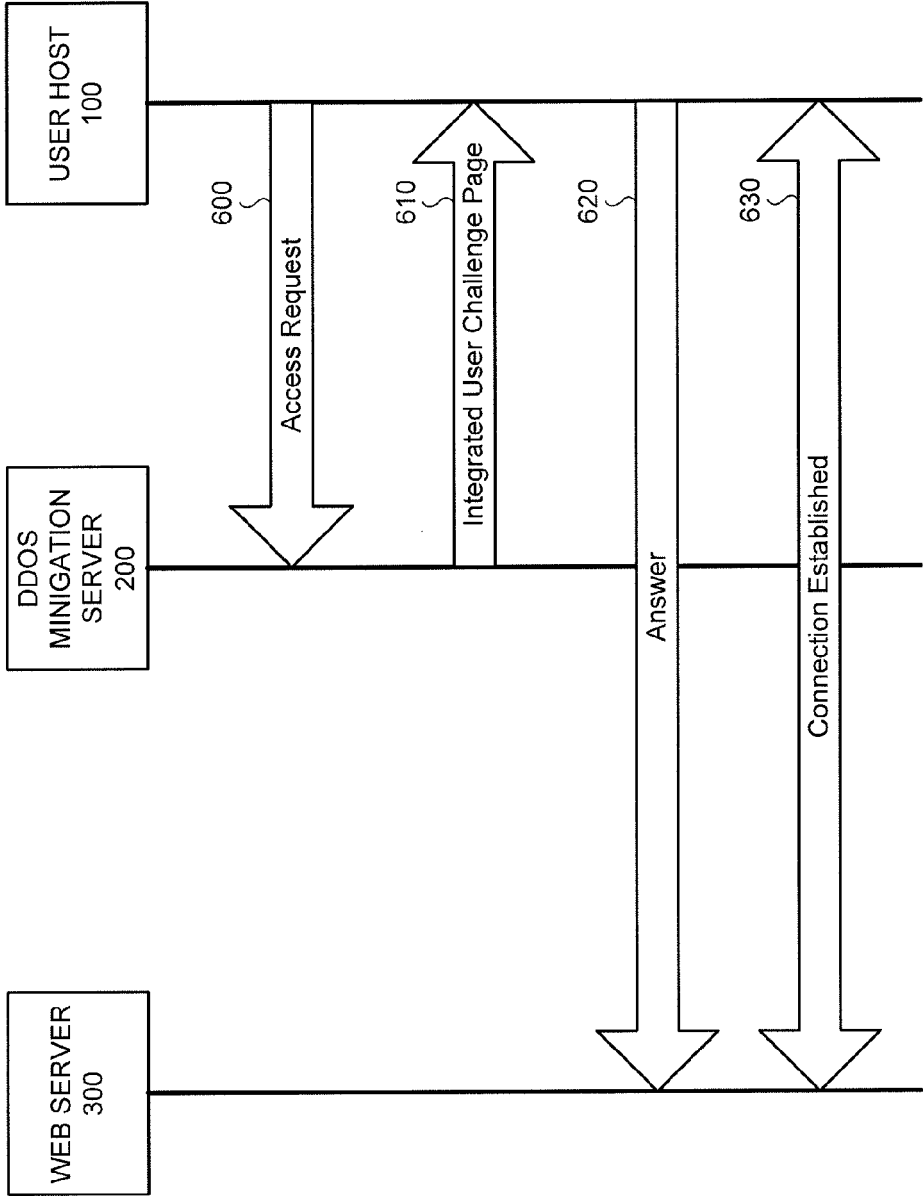 WEB SERVER
300
DDOS
MINIGATION
SERVER
200
USER HOST
100
600
Access Request
610
Integrated User Challenge Page
620
Answer
630
Connection Established